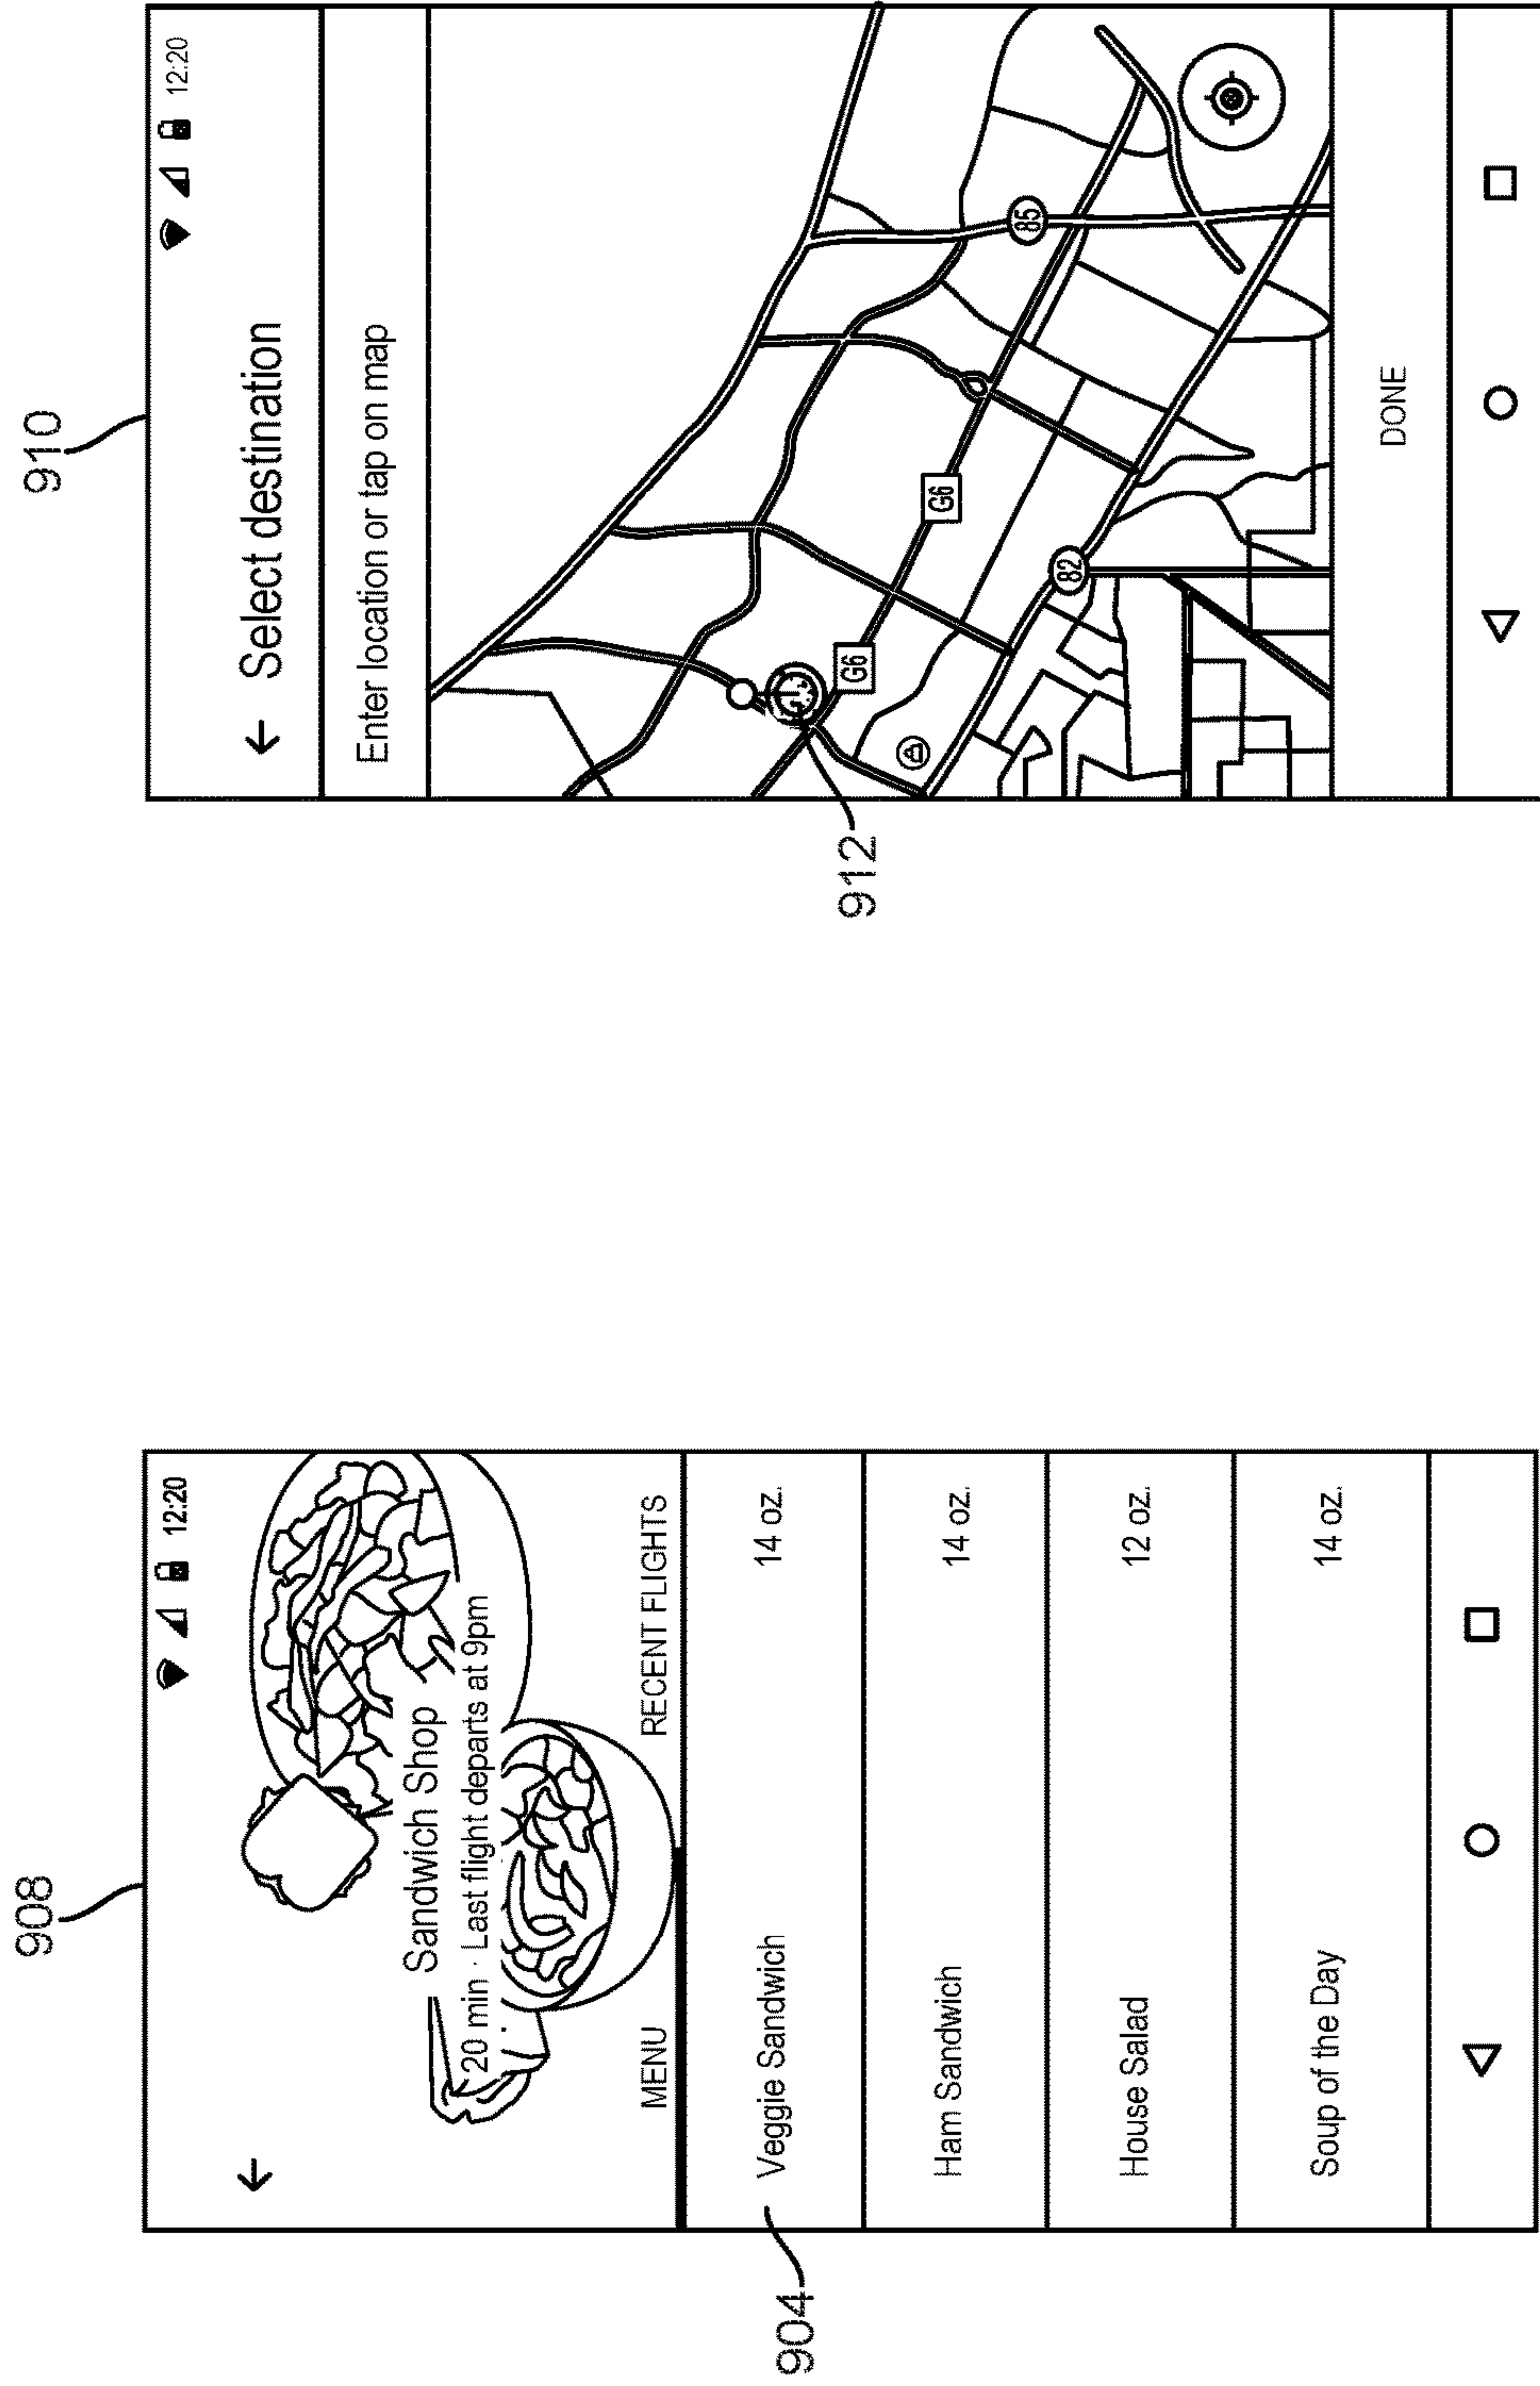 908
12:20
←
Sandwich Shop
20 min · Last flight departs at 9pm
MENU RECENT FLIGHTS
904
Veggie Sandwich 14 oz.
Ham Sandwich 14 oz.
House Salad 12 oz.
Soup of the Day 14 oz.
910
12:20
← Select destination
Enter location or tap on map
912
G6
G6
85
82
DONE